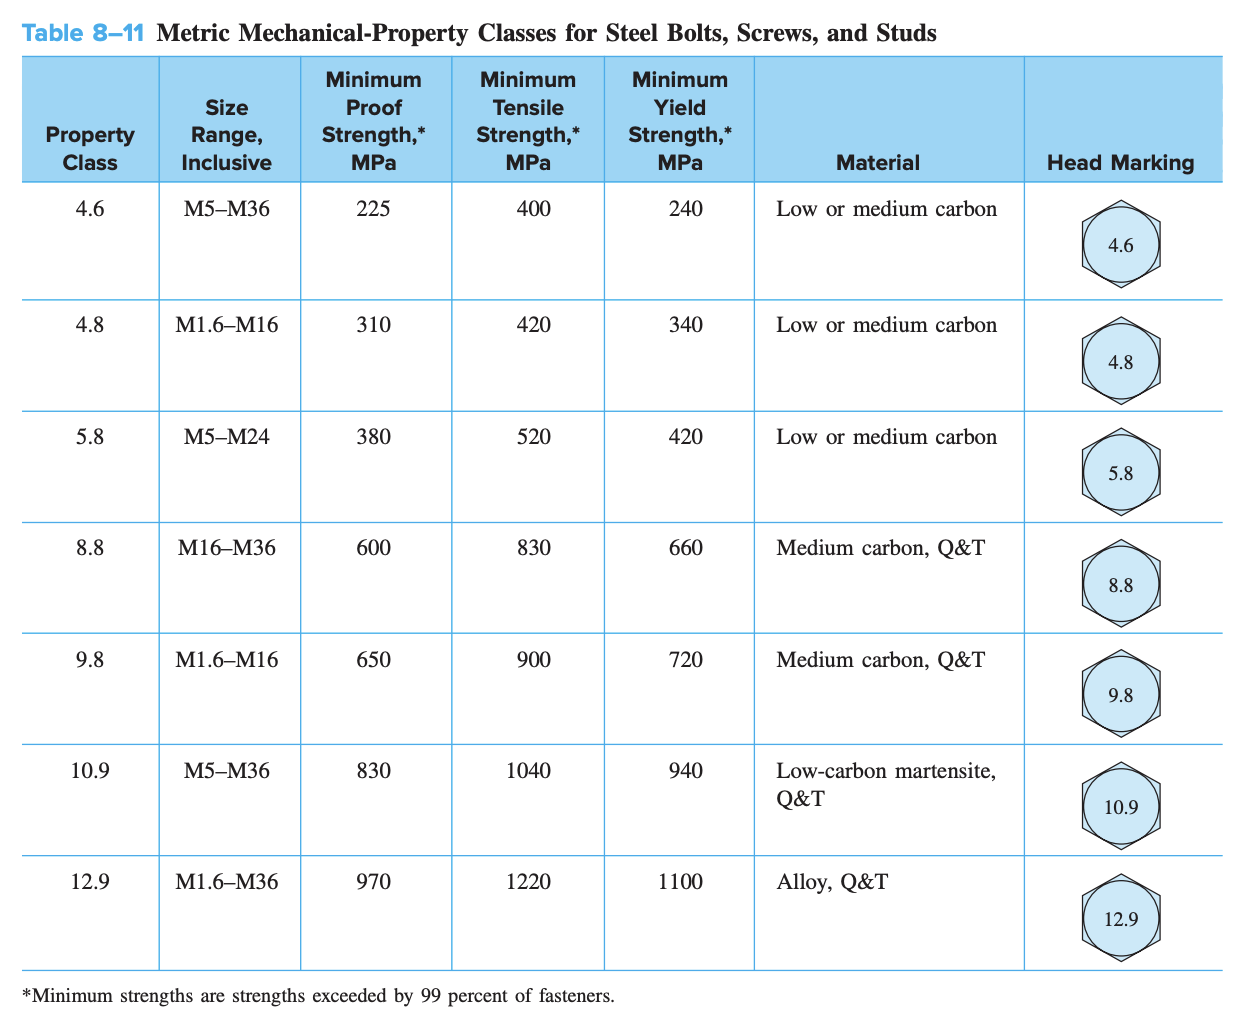 Table 8–11 Metric Mechanical-Property Classes for Steel Bolts, Screws, and Studs
Property Class | Size Range, Inclusive | Minimum Proof Strength,* MPa | Minimum Tensile Strength,* MPa | Minimum Yield Strength,* MPa | Material | Head Marking
4.6 | M5–M36 | 225 | 400 | 240 | Low or medium carbon | 4.6
4.8 | M1.6–M16 | 310 | 420 | 340 | Low or medium carbon | 4.8
5.8 | M5–M24 | 380 | 520 | 420 | Low or medium carbon | 5.8
8.8 | M16–M36 | 600 | 830 | 660 | Medium carbon, Q&T | 8.8
9.8 | M1.6–M16 | 650 | 900 | 720 | Medium carbon, Q&T | 9.8
10.9 | M5–M36 | 830 | 1040 | 940 | Low-carbon martensite, Q&T | 10.9
12.9 | M1.6–M36 | 970 | 1220 | 1100 | Alloy, Q&T | 12.9
*Minimum strengths are strengths exceeded by 99 percent of fasteners.